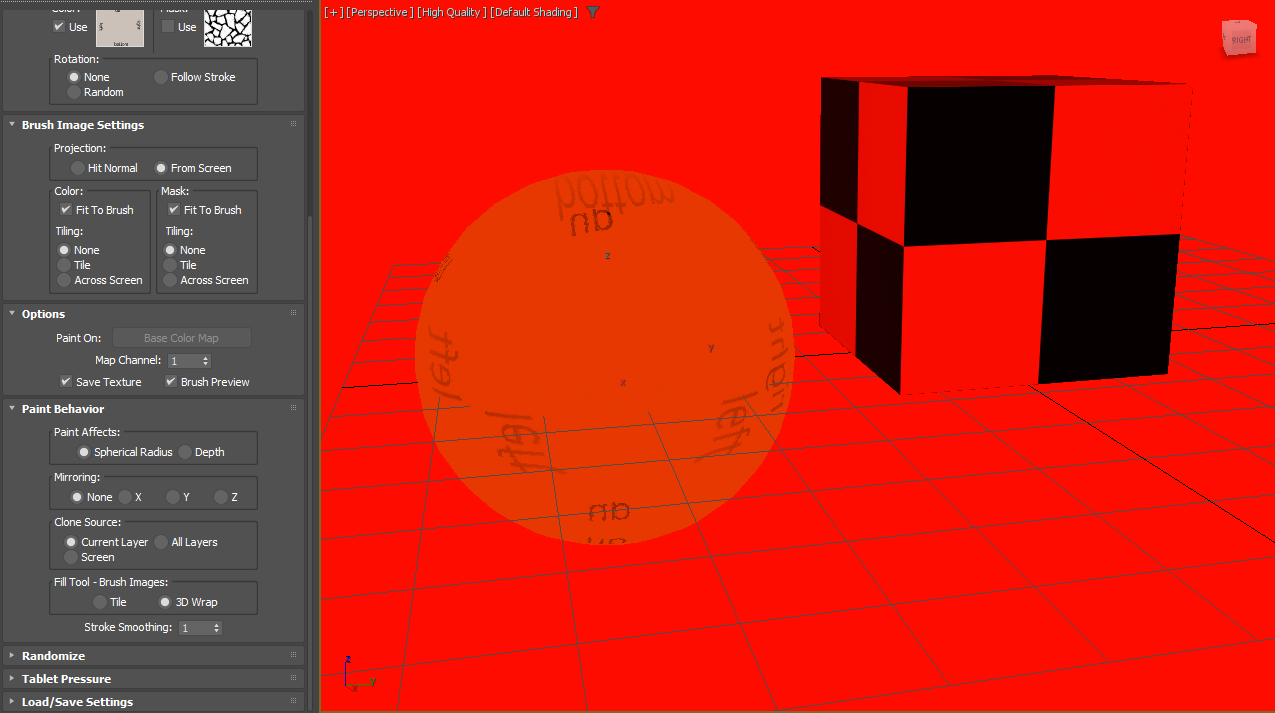 Color:
Mask:
Use
Use
bottom
Rotation:
None
Follow Stroke
Random
Brush Image Settings
Projection:
Hit Normal
From Screen
Color:
Mask:
Fit To Brush
Fit To Brush
Tiling:
Tiling:
None
None
Tile
Tile
Across Screen
Across Screen
Options
Paint On:
Base Color Map
Map Channel:
1
Save Texture
Brush Preview
Paint Behavior
Paint Affects:
Spherical Radius
Depth
Mirroring:
None
X
Y
Z
Clone Source:
Current Layer
All Layers
Screen
Fill Tool - Brush Images:
Tile
3D Wrap
Stroke Smoothing:
1
Randomize
Tablet Pressure
Load/Save Settings
[+] [Perspective ] [High Quality ] [Default Shading ]
RIGHT
bottom
up
z
y
x
left
left
left
up
z
y
x